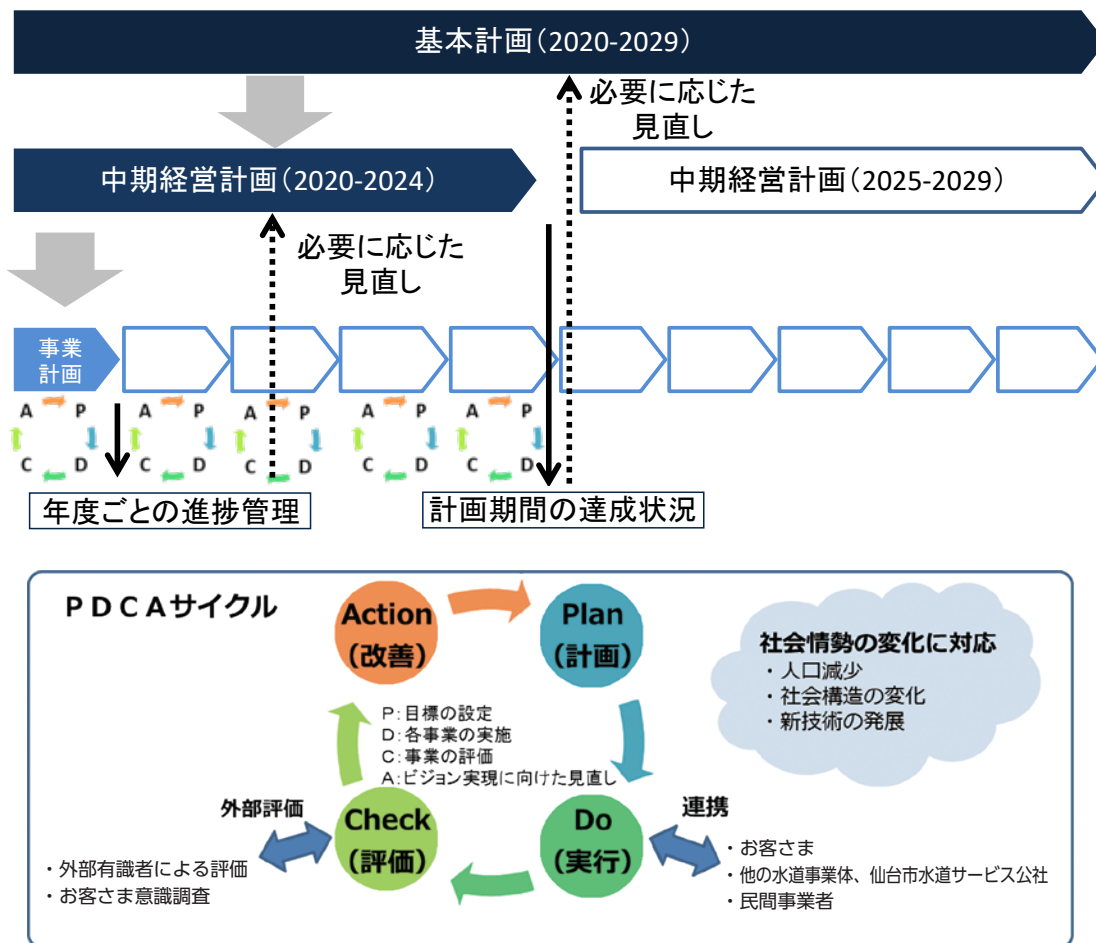 基本計画（2020-2029）
必要に応じた
見直し
中期経営計画（2020-2024）
中期経営計画（2025-2029）
必要に応じた
見直し
事業
計画
A P
C D
A P
C D
A P
C D
A P
C D
A P
C D
年度ごとの進捗管理
計画期間の達成状況
PDCAサイクル
Action
（改善）
Plan
（計画）
社会情勢の変化に対応
・人口減少
・社会構造の変化
・新技術の発展
P：目標の設定
D：各事業の実施
C：事業の評価
A：ビジョン実現に向けた見直し
外部評価
Check
（評価）
Do
（実行）
連携
・外部有識者による評価
・お客さま意識調査
・お客さま
・他の水道事業体、仙台市水道サービス公社
・民間事業者